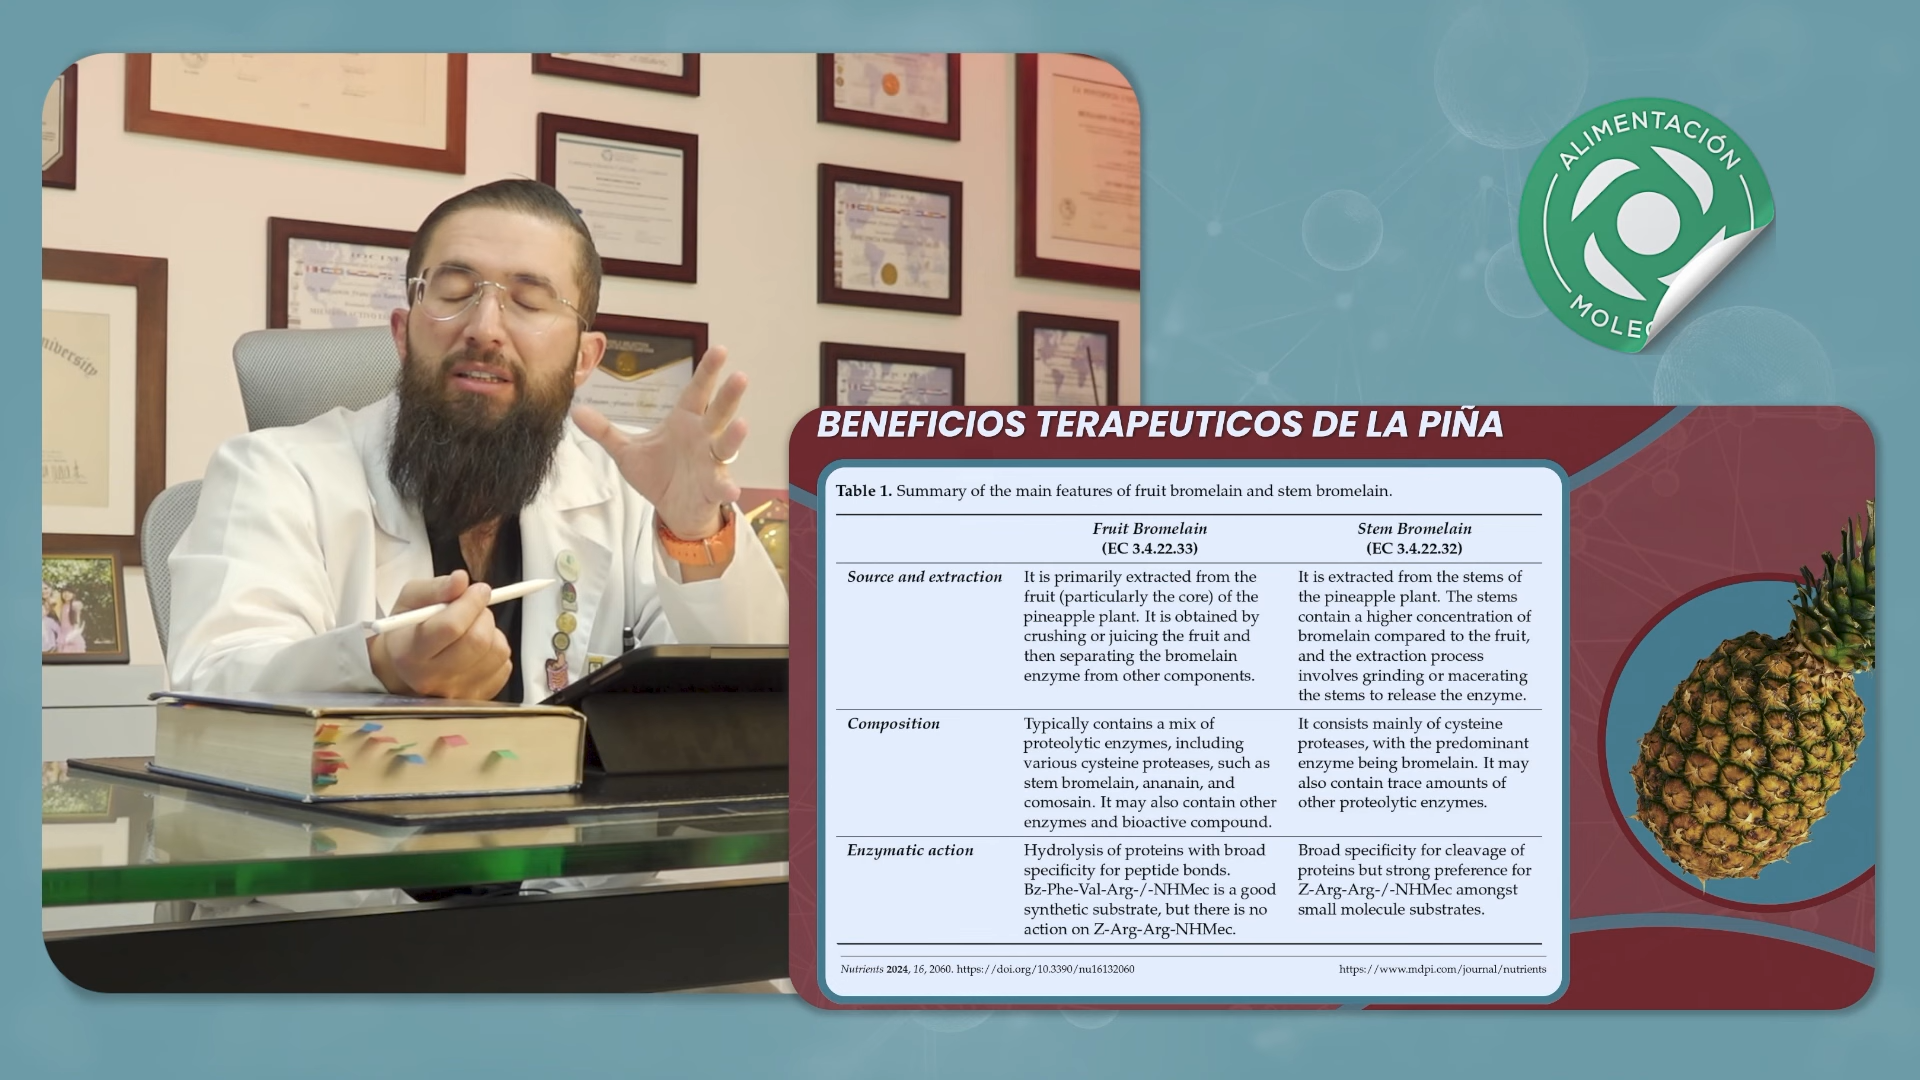 ALIMENTACIÓN
BENEFICIOS TERAPEUTICOS DE LA PIÑA
Table 1. Summary of the main features of fruit bromelain and stem bromelain.
Fruit Bromelain
(EC 3.4.22.33)
Stem Bromelain
(EC 3.4.22.32)
Source and extraction
It is primarily extracted from the
fruit (particularly the core) of the
pineapple plant. It is obtained by
crushing or juicing the fruit and
then separating the bromelain
enzyme from other components.
It is extracted from the stems of
the pineapple plant. The stems
contain a higher concentration of
bromelain compared to the fruit,
and the extraction process
involves grinding or macerating
the stems to release the enzyme.
Composition
Typically contains a mix of
proteolytic enzymes, including
various cysteine proteases, such as
stem bromelain, ananain, and
comosain. It may also contain other
enzymes and bioactive compound.
It consists mainly of cysteine
proteases, with the predominant
enzyme being bromelain. It may
also contain trace amounts of
other proteolytic enzymes.
Enzymatic action
Hydrolysis of proteins with broad
specificity for peptide bonds.
Bz-Phe-Val-Arg-/-NHMec is a good
synthetic substrate, but there is no
action on Z-Arg-Arg-NHMec.
Broad specificity for cleavage of
proteins but strong preference for
Z-Arg-Arg-/-NHMec amongst
small molecule substrates.
Nutrients 2024, 16, 2060. https://doi.org/10.3390/nu16132060
https://www.mdpi.com/journal/nutrients